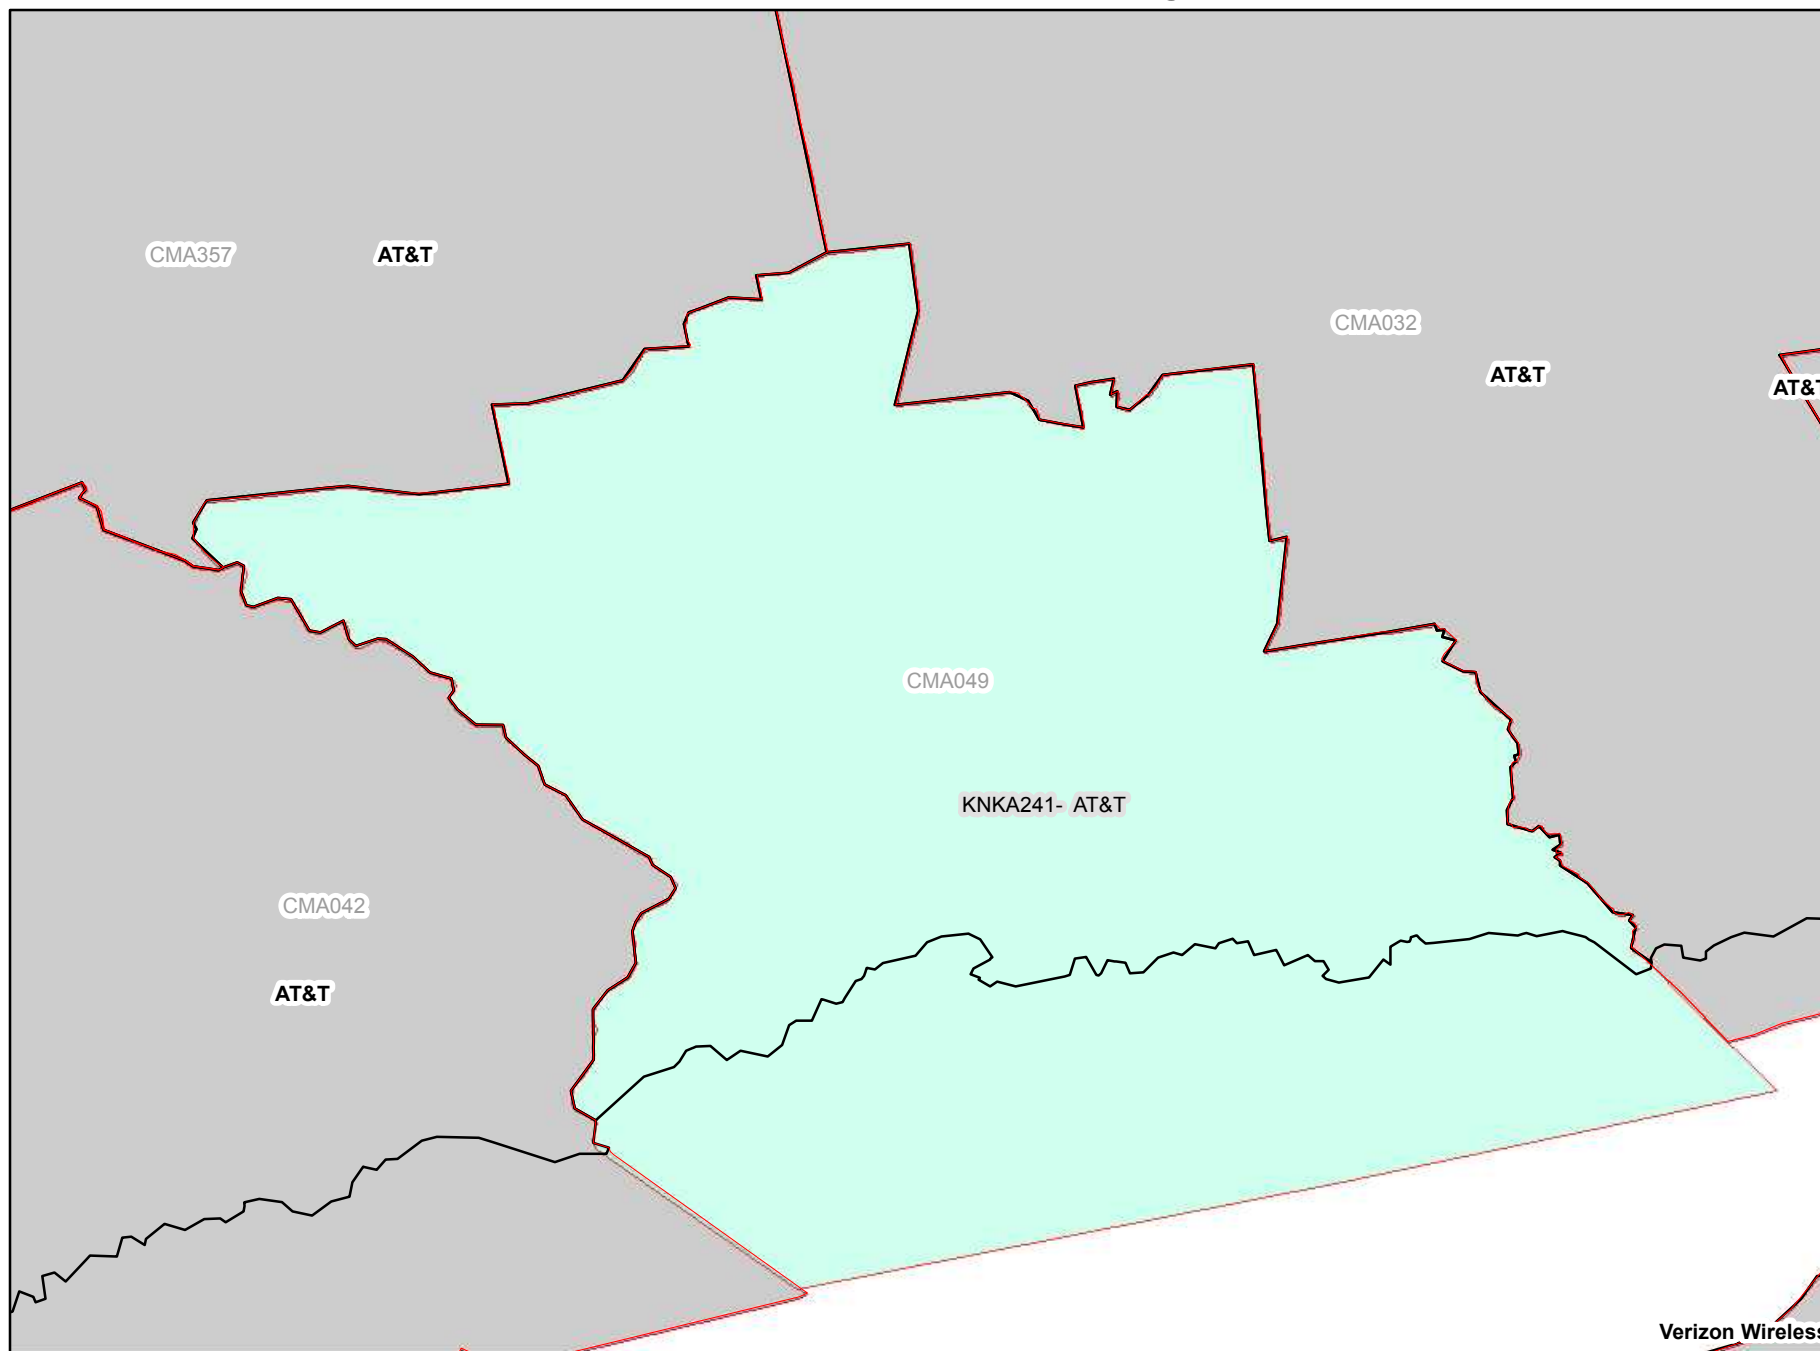 CMA357
AT&T
CMA032
AT&T
AT&T
CMA049
KNKA241- AT&T
CMA042
AT&T
Verizon Wireless